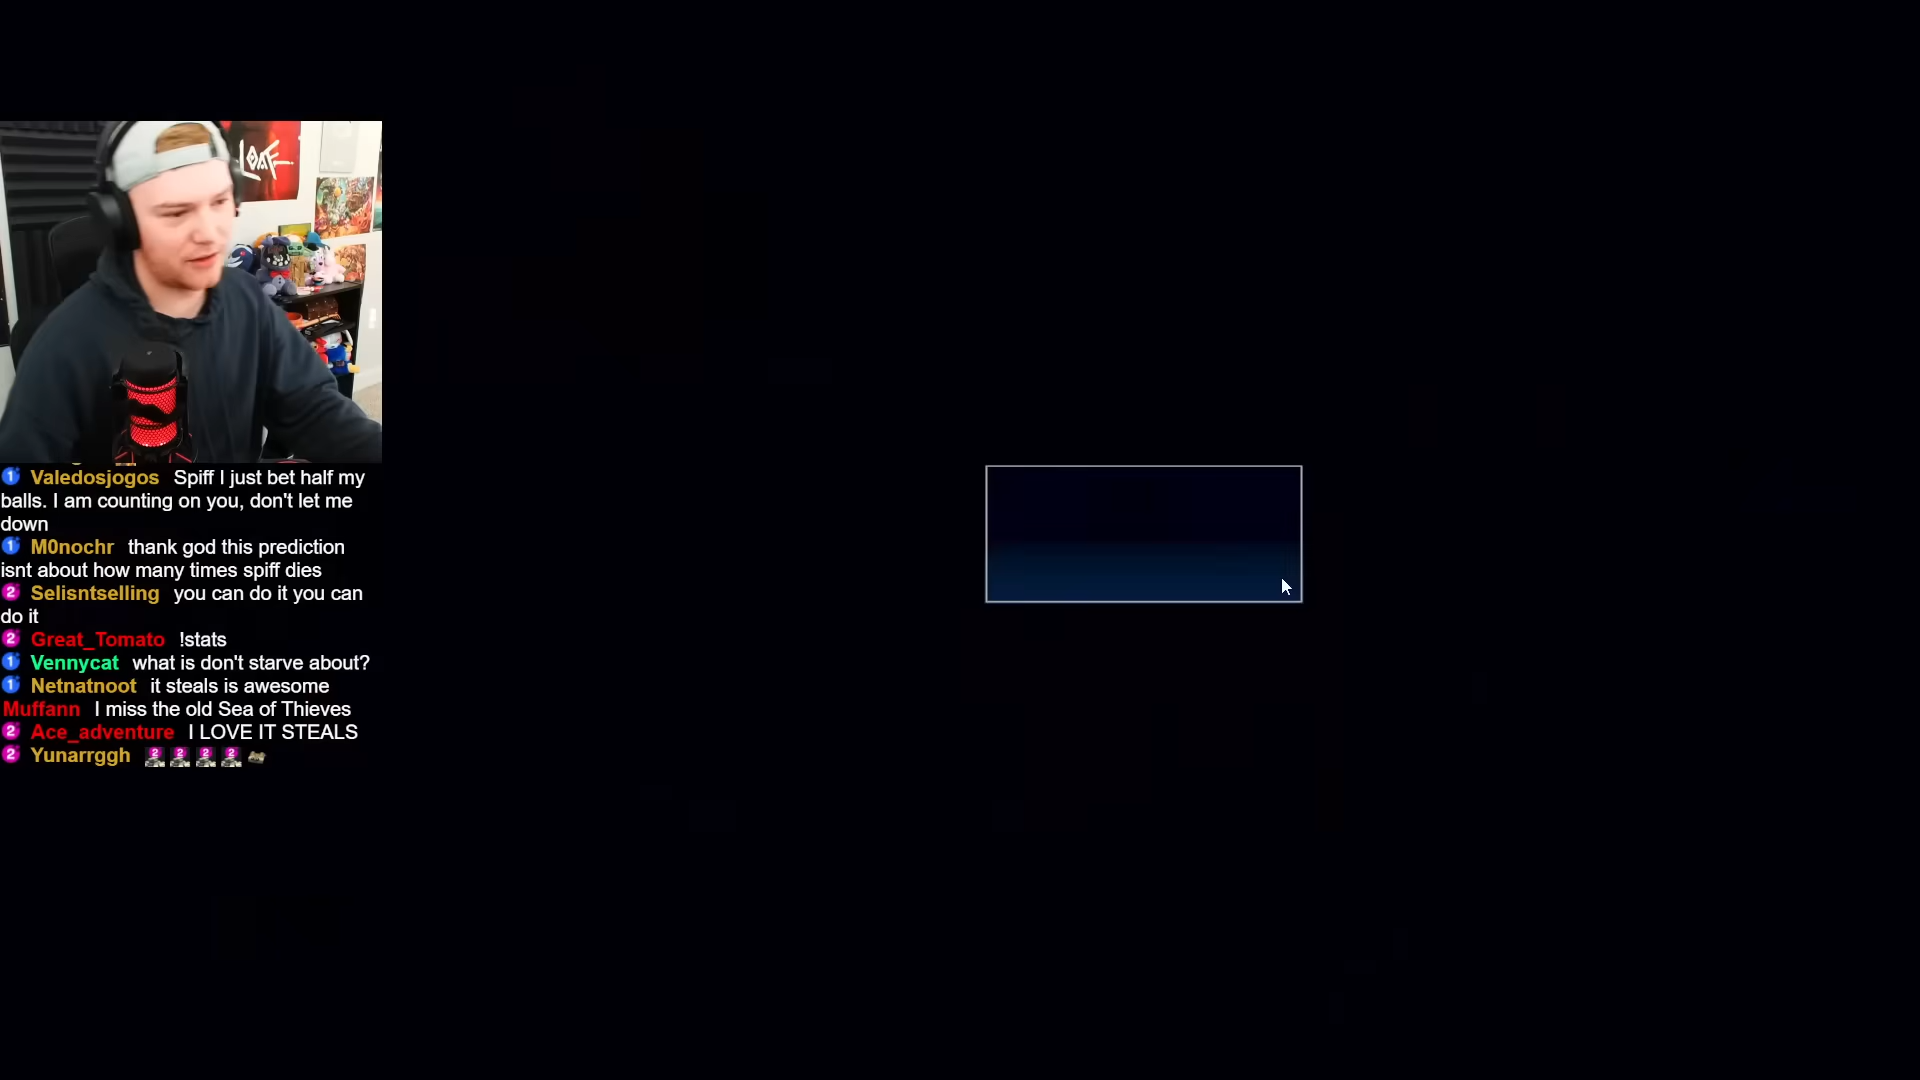 LOAF
Valedosjogos Spiff I just bet half my
balls. I am counting on you, don't let me
down
M0nochr thank god this prediction
isnt about how many times spiff dies
Selisntselling you can do it you can
do it
Great_Tomato !stats
Vennycat what is don't starve about?
Netnatnoot it steals is awesome
Muffann I miss the old Sea of Thieves
Ace_adventure I LOVE IT STEALS
Yunarrggh